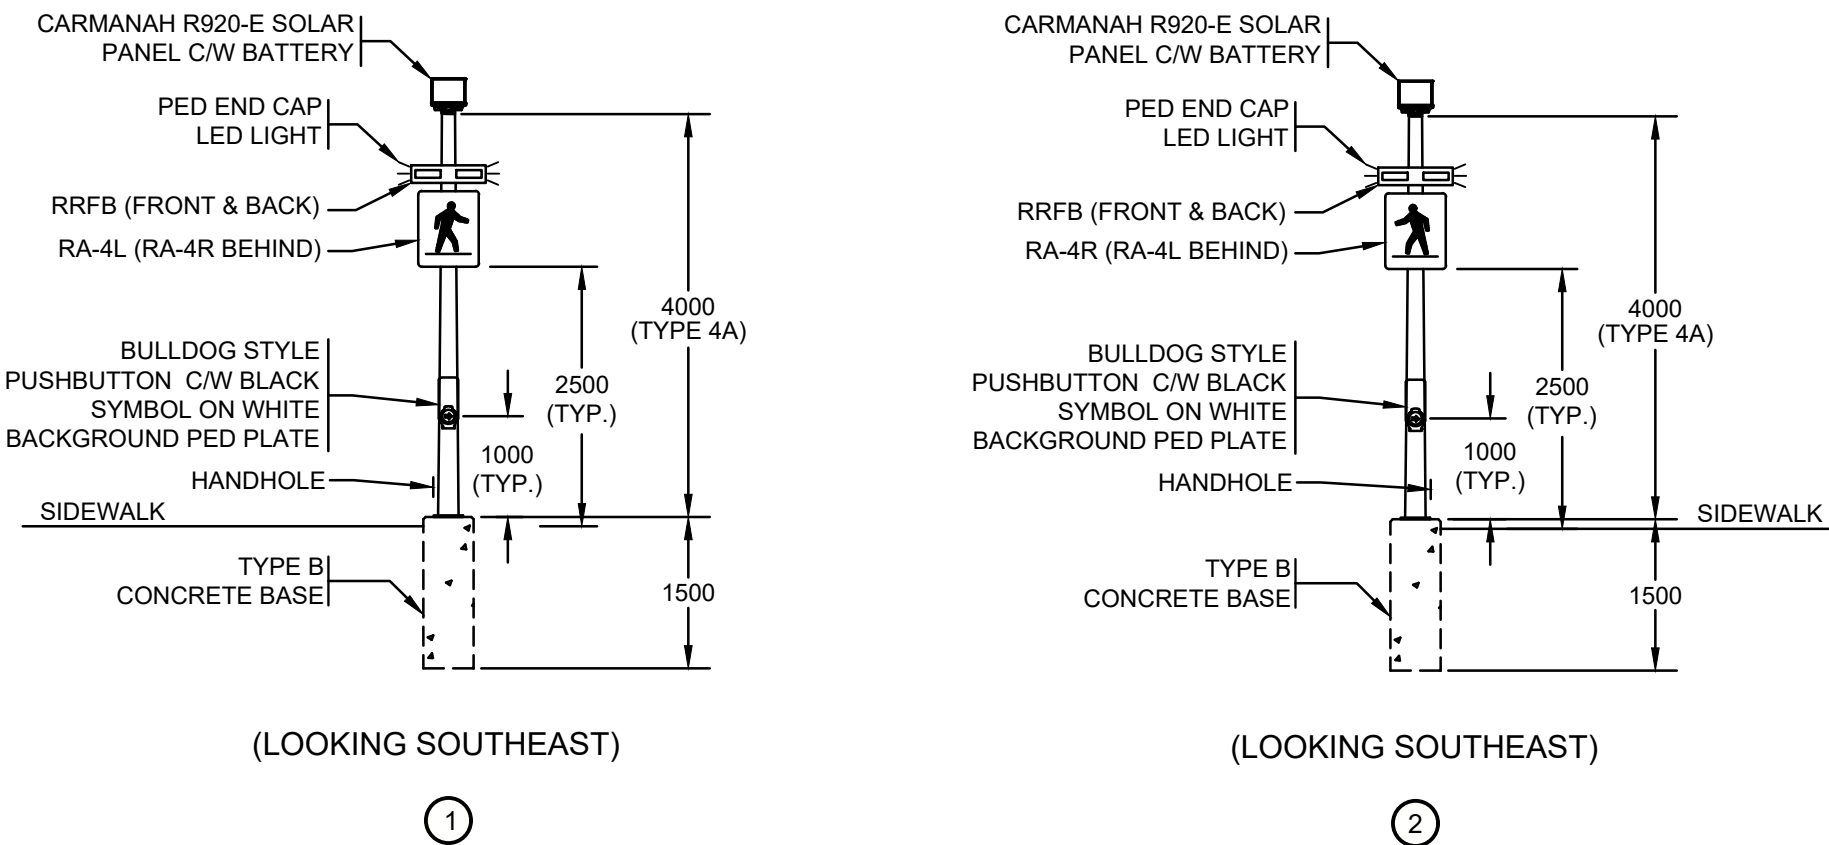 CARMANAH R920-E SOLAR
PANEL C/W BATTERY
PED END CAP
LED LIGHT
RRFB (FRONT & BACK)
RA-4L (RA-4R BEHIND)
4000
(TYPE 4A)
BULLDOG STYLE
PUSHBUTTON C/W BLACK
SYMBOL ON WHITE
BACKGROUND PED PLATE
2500
(TYP.)
1000
(TYP.)
HANDHOLE
SIDEWALK
TYPE B
CONCRETE BASE
1500
(LOOKING SOUTHEAST)
1
CARMANAH R920-E SOLAR
PANEL C/W BATTERY
PED END CAP
LED LIGHT
RRFB (FRONT & BACK)
RA-4R (RA-4L BEHIND)
4000
(TYPE 4A)
BULLDOG STYLE
PUSHBUTTON C/W BLACK
SYMBOL ON WHITE
BACKGROUND PED PLATE
2500
(TYP.)
1000
(TYP.)
HANDHOLE
SIDEWALK
TYPE B
CONCRETE BASE
1500
(LOOKING SOUTHEAST)
2